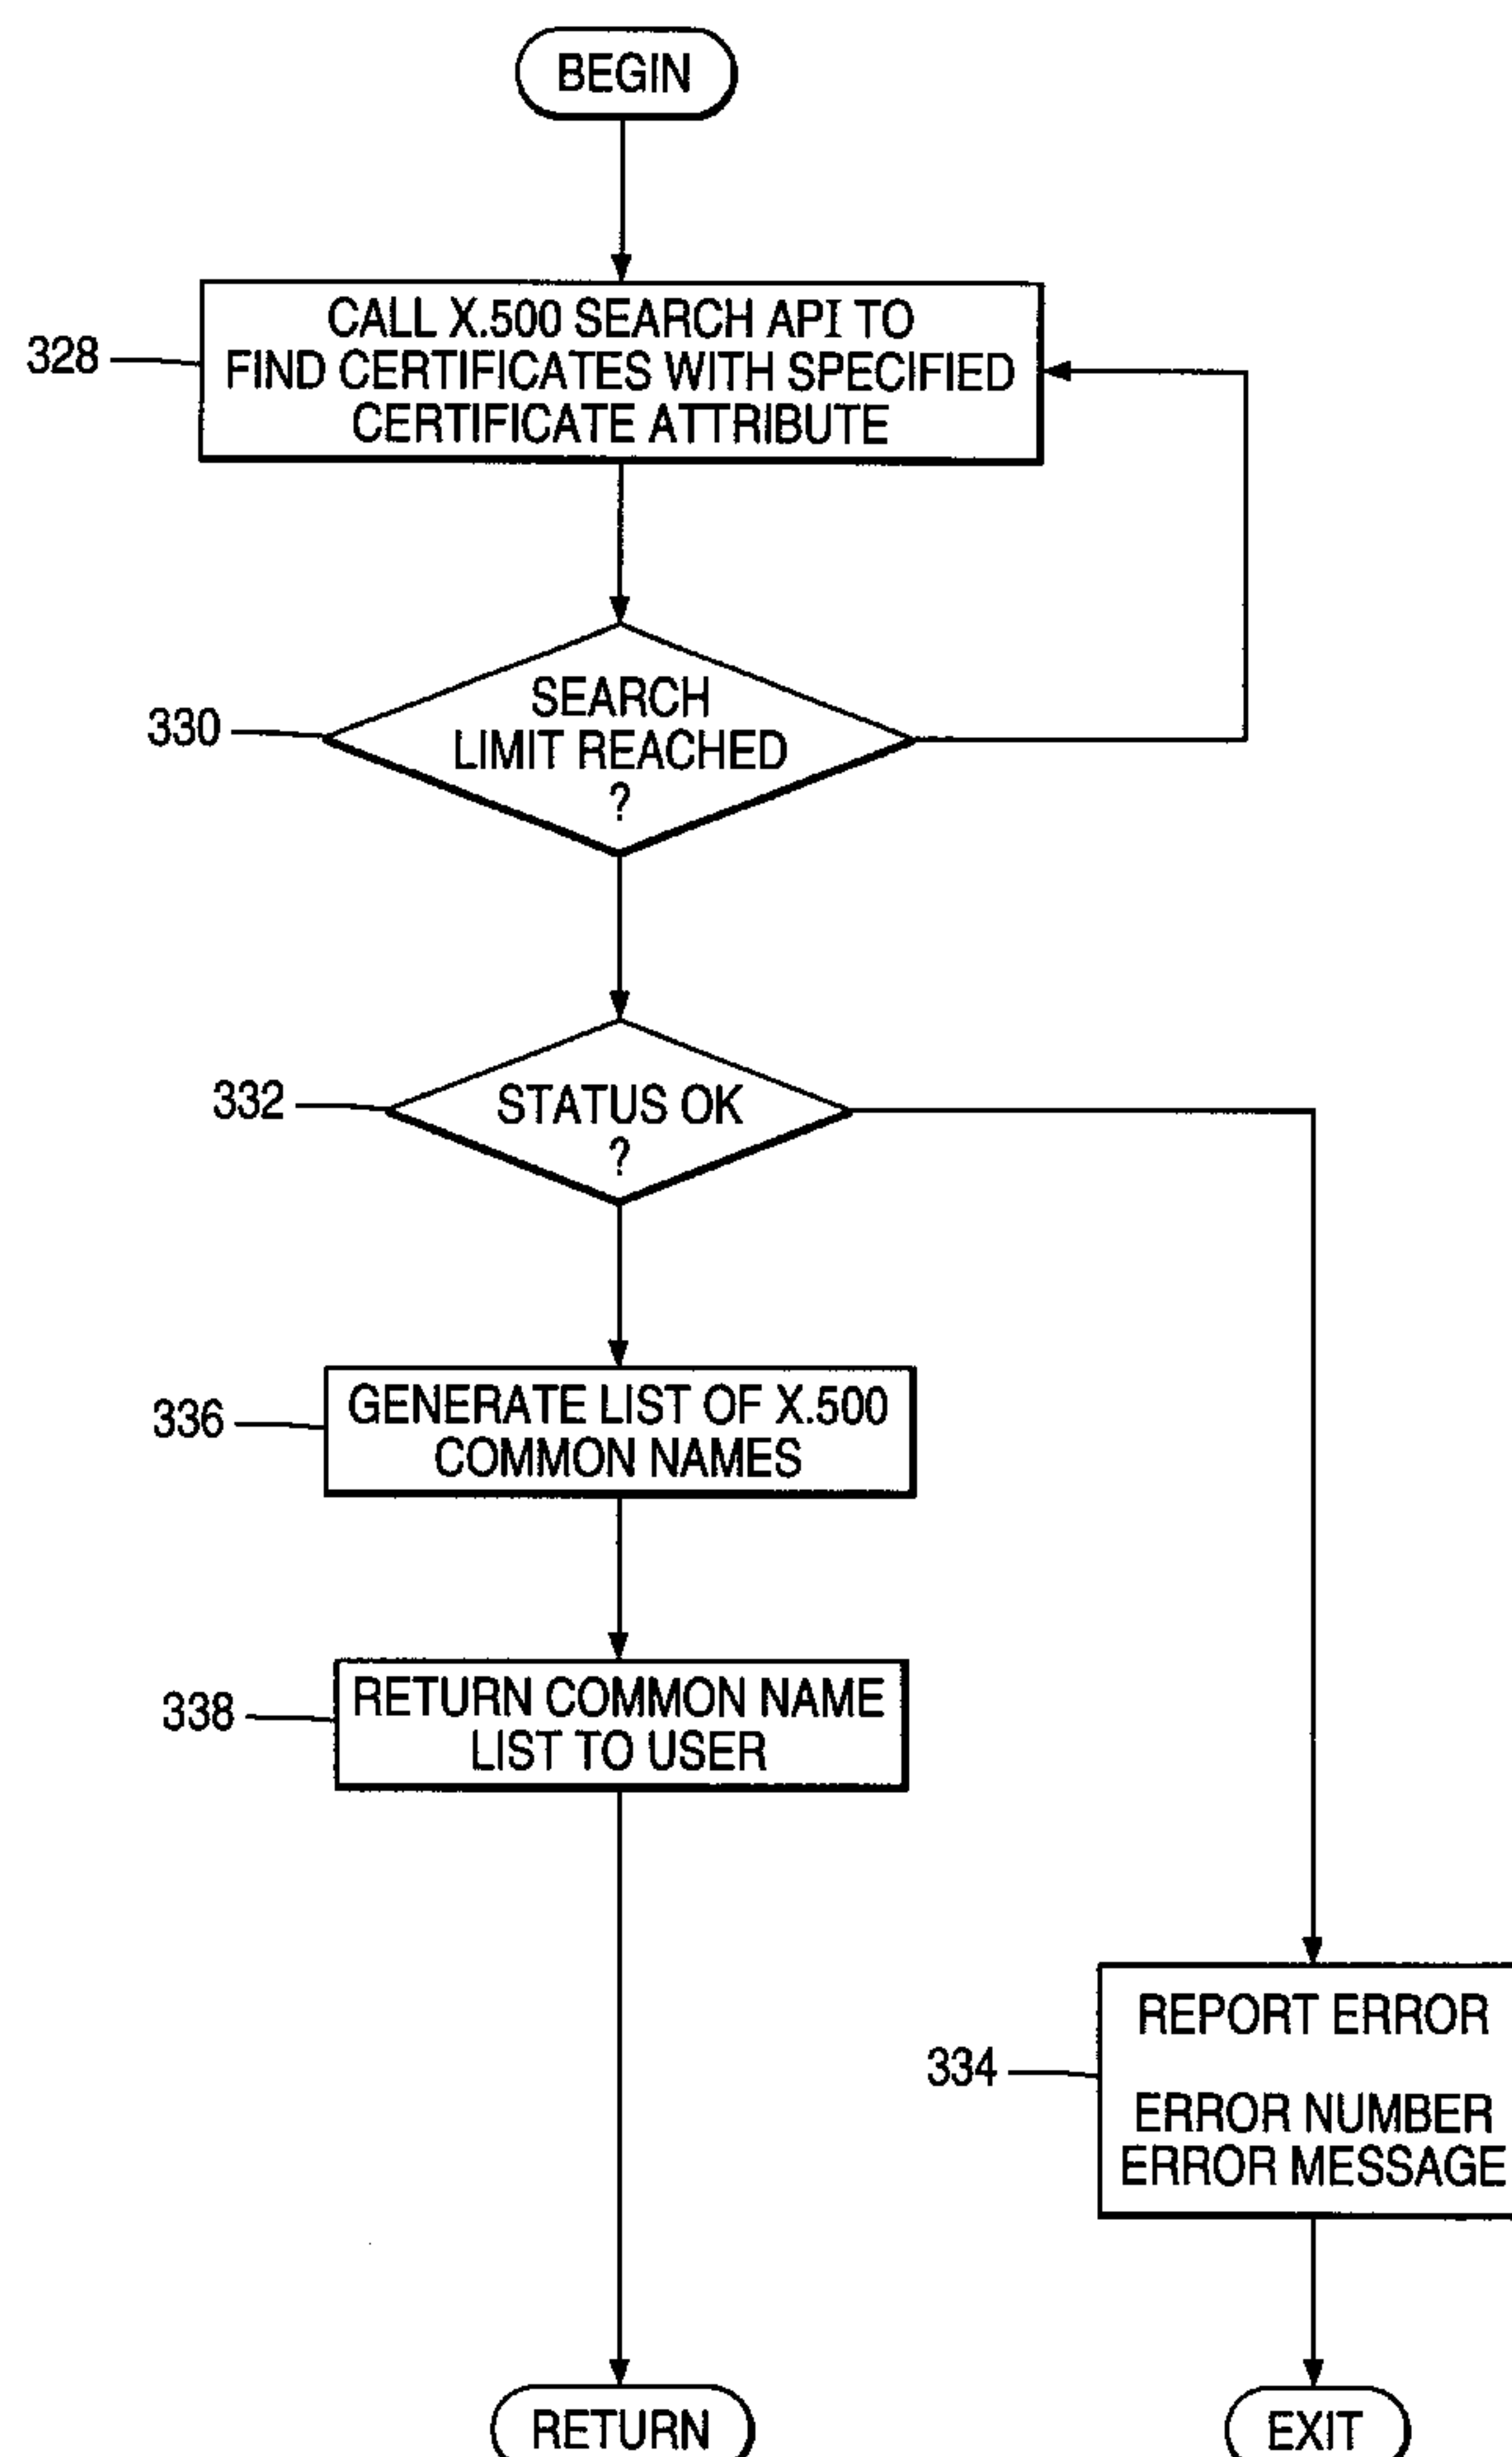 BEGIN
328
CALL X.500 SEARCH API TO
FIND CERTIFICATES WITH SPECIFIED
CERTIFICATE ATTRIBUTE
330
SEARCH
LIMIT REACHED
?
332
STATUS OK
?
336
GENERATE LIST OF X.500
COMMON NAMES
338
RETURN COMMON NAME
LIST TO USER
334
REPORT ERROR
ERROR NUMBER
ERROR MESSAGE
RETURN
EXIT